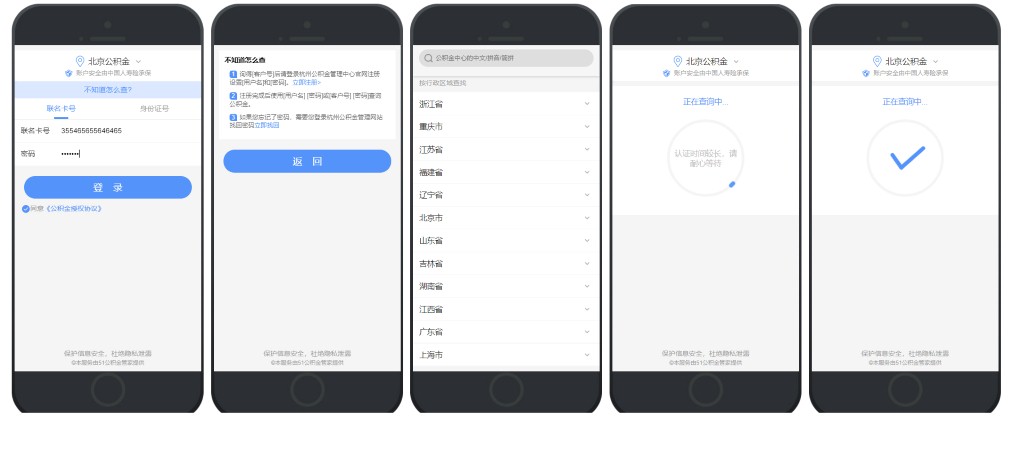 北京公积金
账户安全由中国人寿险承保
不知道怎么查?
联名卡号 身份证号
联名卡号 355465655646465
密码 •••••••
登 录
同意《公积金授权协议》
保护信息安全，杜绝隐私泄露
©本服务由51公积金管家提供
不知道怎么查
1 询得[客户号]后请登录杭州公积金管理中心官网注册
设置[用户名]和[密码]。立即注册>
2 注册完成后使用[用户名] [密码]或[客户号] [密码]查询
公积金。
3 如果您忘记了密码，需要您登录杭州公积金管理网站
找回密码立即找回
返 回
保护信息安全，杜绝隐私泄露
©本服务由51公积金管家提供
公积金中心的中文/拼音/简拼
按行政区域查找
浙江省
重庆市
江苏省
福建省
辽宁省
北京市
山东省
吉林省
湖南省
江西省
广东省
上海市
北京公积金
账户安全由中国人寿险承保
正在查询中...
认证时间较长，请
耐心等待
保护信息安全，杜绝隐私泄露
©本服务由51公积金管家提供
北京公积金
账户安全由中国人寿险承保
正在查询中...
保护信息安全，杜绝隐私泄露
©本服务由51公积金管家提供